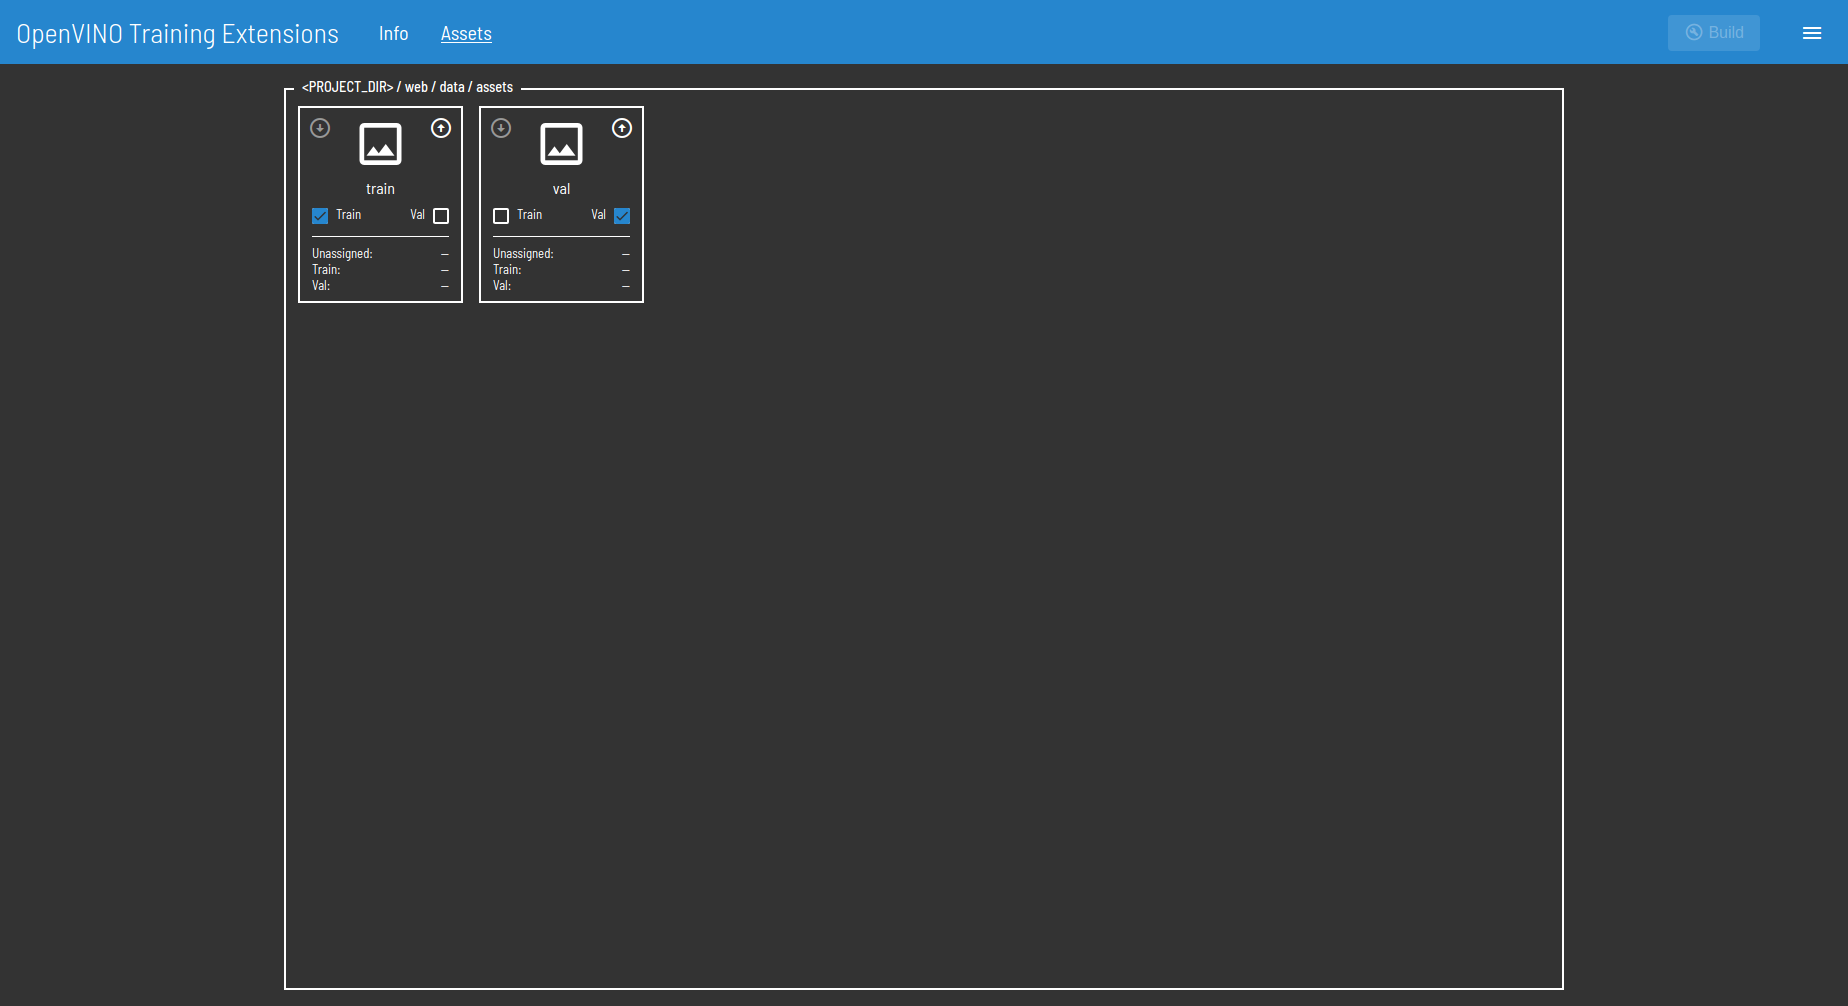 OpenVINO Training Extensions Info Assets Build
<PROJECT_DIR> / web / data / assets
train
Train Val
Unassigned: –
Train: –
Val: –
val
Train Val
Unassigned: –
Train: –
Val: –